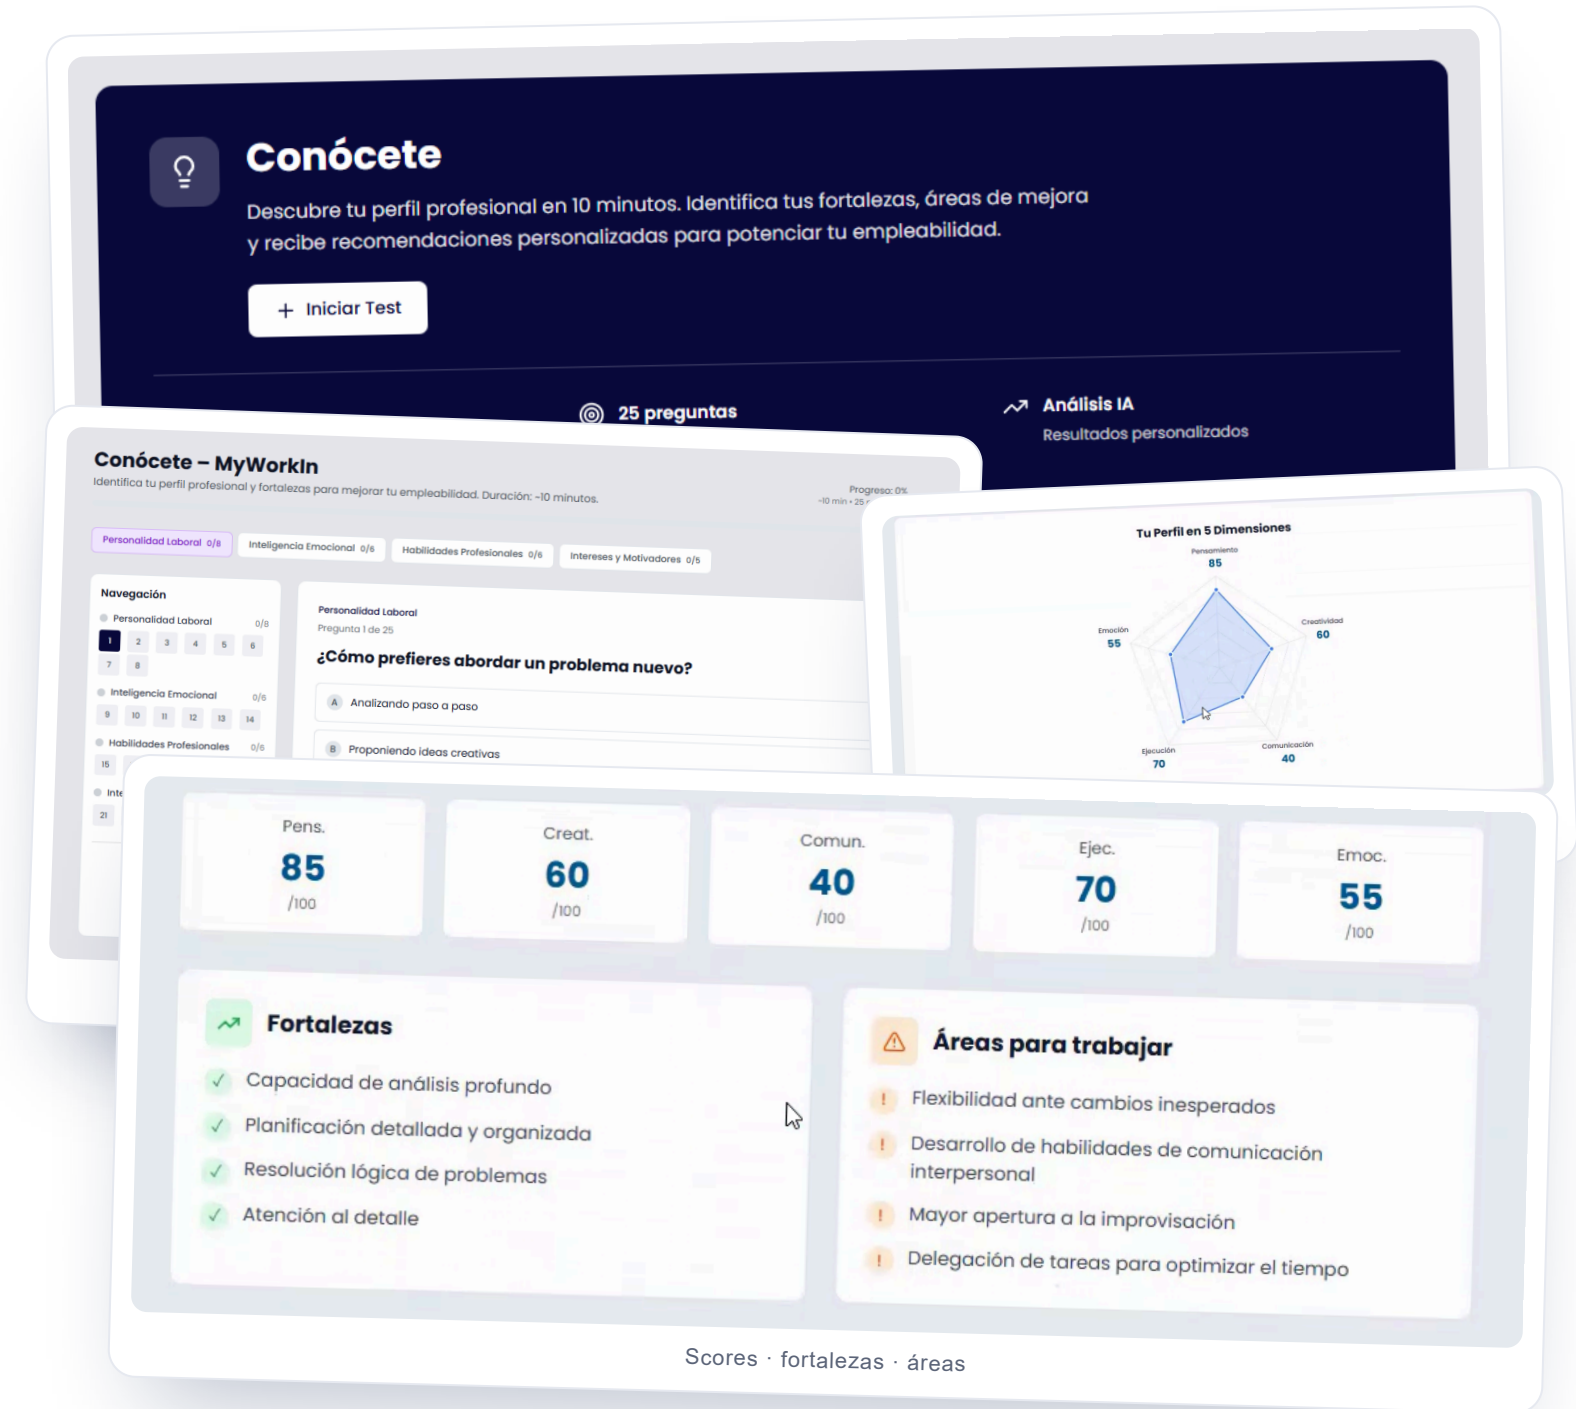 Conócete
Descubre tu perfil profesional en 10 minutos. Identifica tus fortalezas, áreas de mejora
y recibe recomendaciones personalizadas para potenciar tu empleabilidad.
+ Iniciar Test
25 preguntas
Análisis IA
Resultados personalizados
Conócete – MyWorkIn
Identifica tu perfil profesional y fortalezas para mejorar tu empleabilidad. Duración: ~10 minutos.
Progreso: 0%
~10 min • 25
Personalidad Laboral 0/8
Inteligencia Emocional 0/6
Habilidades Profesionales 0/6
Intereses y Motivadores 0/5
Navegación
Personalidad Laboral 0/8
1 2 3 4 5 6
7 8
Inteligencia Emocional 0/6
9 10 11 12 13 14
Habilidades Profesionales 0/6
15
21
Personalidad Laboral
Pregunta 1 de 25
¿Cómo prefieres abordar un problema nuevo?
A Analizando paso a paso
B Proponiendo ideas creativas
Tu Perfil en 5 Dimensiones
Pensamiento
85
Creatividad
60
Emoción
55
Ejecución
70
Comunicación
40
Pens.
85
/100
Creat.
60
/100
Comun.
40
/100
Ejec.
70
/100
Emoc.
55
/100
Fortalezas
Capacidad de análisis profundo
Planificación detallada y organizada
Resolución lógica de problemas
Atención al detalle
Áreas para trabajar
! Flexibilidad ante cambios inesperados
! Desarrollo de habilidades de comunicación
interpersonal
! Mayor apertura a la improvisación
! Delegación de tareas para optimizar el tiempo
Scores · fortalezas · áreas